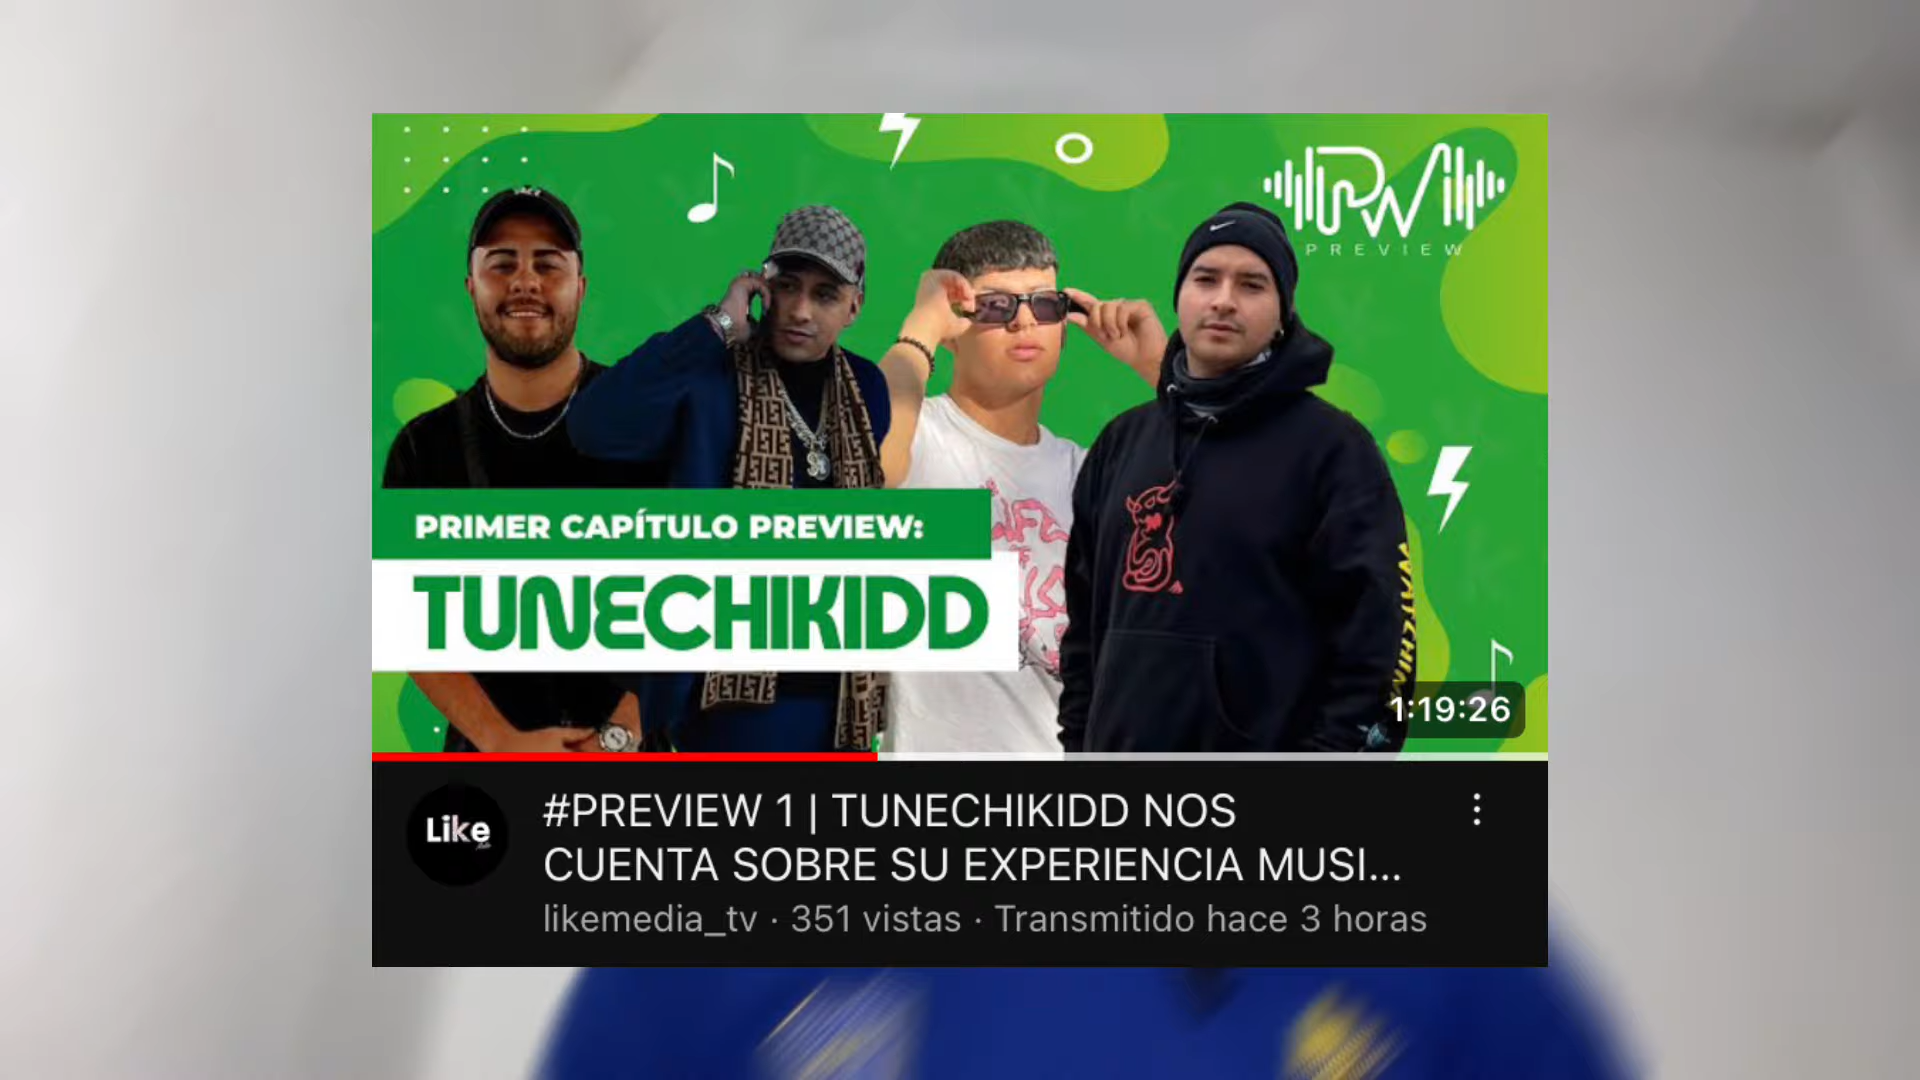 PW
PREVIEW
PRIMER CAPÍTULO PREVIEW:
TUNECHIKIDD
1:19:26
Like
#PREVIEW 1 | TUNECHIKIDD NOS
CUENTA SOBRE SU EXPERIENCIA MUSI...
likemedia_tv · 351 vistas · Transmitido hace 3 horas